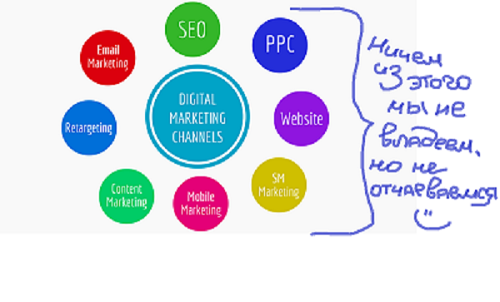 SEO
PPC
Email
Marketing
DIGITAL
MARKETING
CHANNELS
Website
Retargeting
SM
Marketing
Content
Marketing
Mobile
Marketing
Ничем
из этого
мы не
владеем,
но не
отчаеваемся